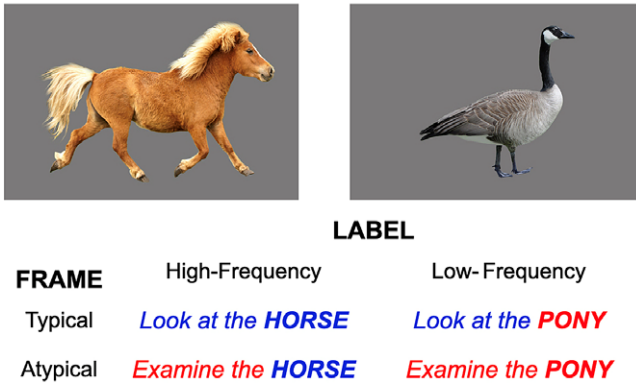 LABEL
FRAME High-Frequency Low-Frequency
Typical Look at the HORSE Look at the PONY
Atypical Examine the HORSE Examine the PONY